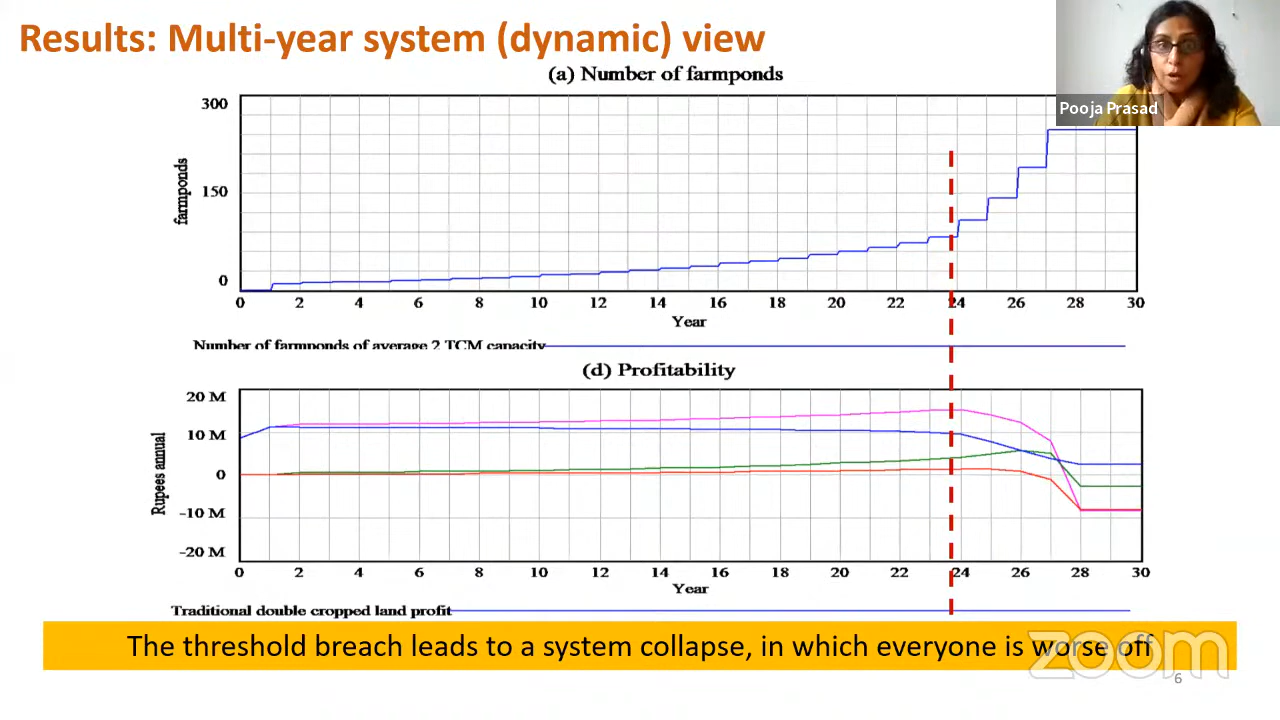 Results: Multi-year system (dynamic) view
Pooja Prasad
(a) Number of farmponds
300
150
0
farmponds
0 2 4 6 8 10 12 14 16 18 20 22 24 26 28 30
Year
Number of farmponds of average 2 TCM capacity
(d) Profitability
20 M
10 M
0
-10 M
-20 M
Rupees annual
0 2 4 6 8 10 12 14 16 18 20 22 24 26 28 30
Year
Traditional double cropped land profit
The threshold breach leads to a system collapse, in which everyone is worse off
zoom
6